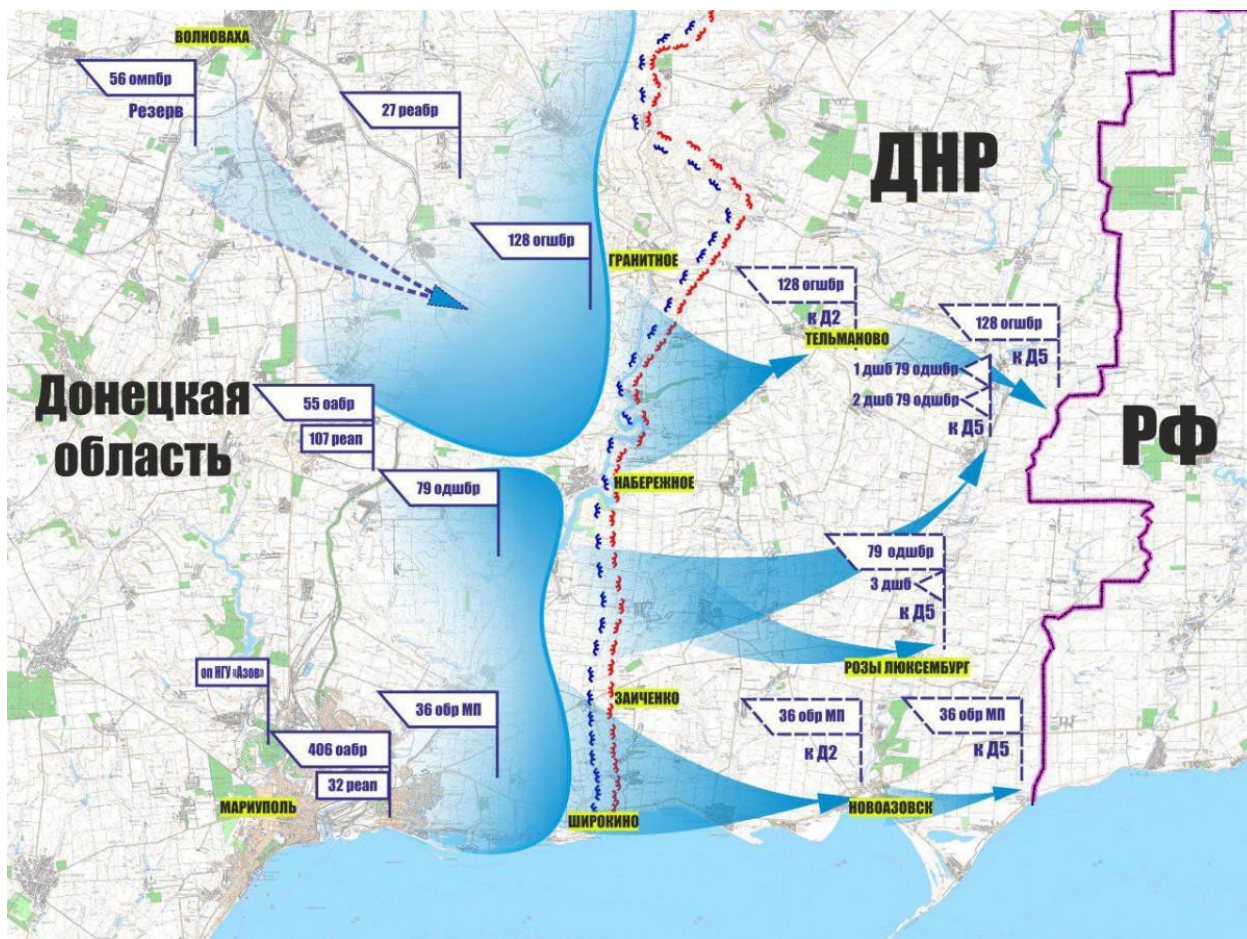 ВОЛНОВАХА
56 омпбр
Резерв
27 реабр
ДНР
128 огшбр
ГРАНИТНОЕ
128 огшбр
к Д2
ТЕЛЬМАНОВО
128 огшбр
к Д5
1 дшб 79 одшбр
2 дшб 79 одшбр
к Д5
Донецкая
область
55 оабр
107 реап
РФ
79 одшбр
НАБЕРЕЖНОЕ
79 одшбр
3 дшб
к Д5
РОЗЫ ЛЮКСЕМБУРГ
оп НГУ «Азов»
36 обр МП
ЗАИЧЕНКО
36 обр МП
к Д2
36 обр МП
к Д5
406 оабр
32 реап
МАРИУПОЛЬ
ШИРОКИНО
НОВОАЗОВСК